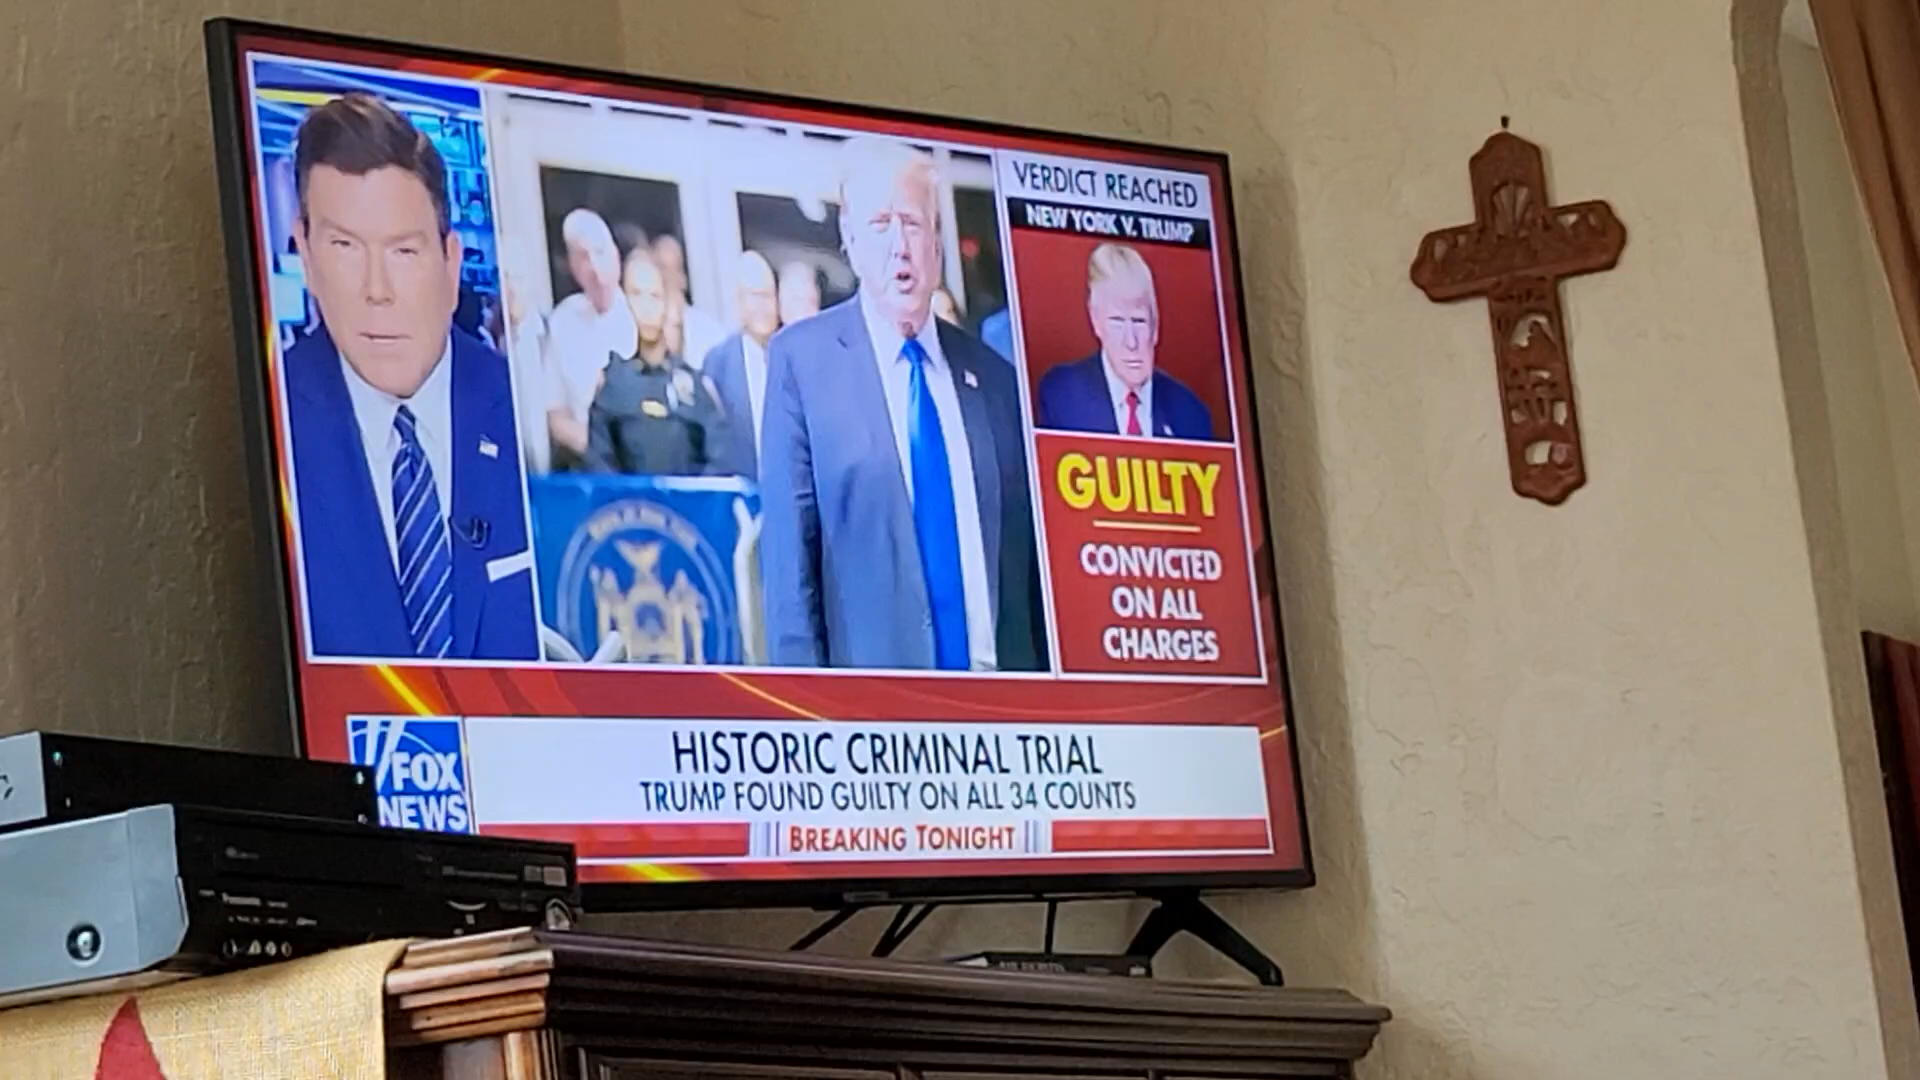 VERDICT REACHED
NEW YORK V. TRUMP
GUILTY
CONVICTED
ON ALL
CHARGES
FOX
NEWS
HISTORIC CRIMINAL TRIAL
TRUMP FOUND GUILTY ON ALL 34 COUNTS
BREAKING TONIGHT
Panasonic